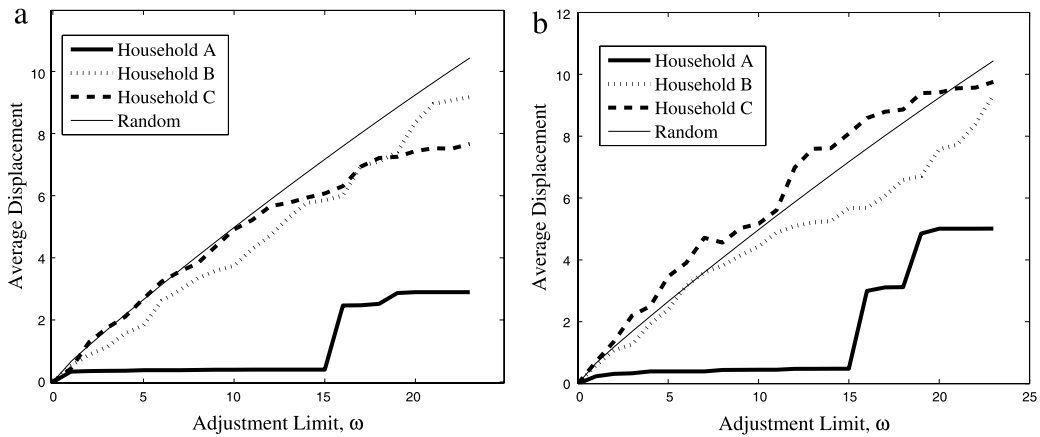 a
Average Displacement
10
8
6
4
2
0
Household A
Household B
Household C
Random
0 5 10 15 20
Adjustment Limit, ω
b
Average Displacement
12
10
8
6
4
2
0
Household A
Household B
Household C
Random
0 5 10 15 20 25
Adjustment Limit, ω